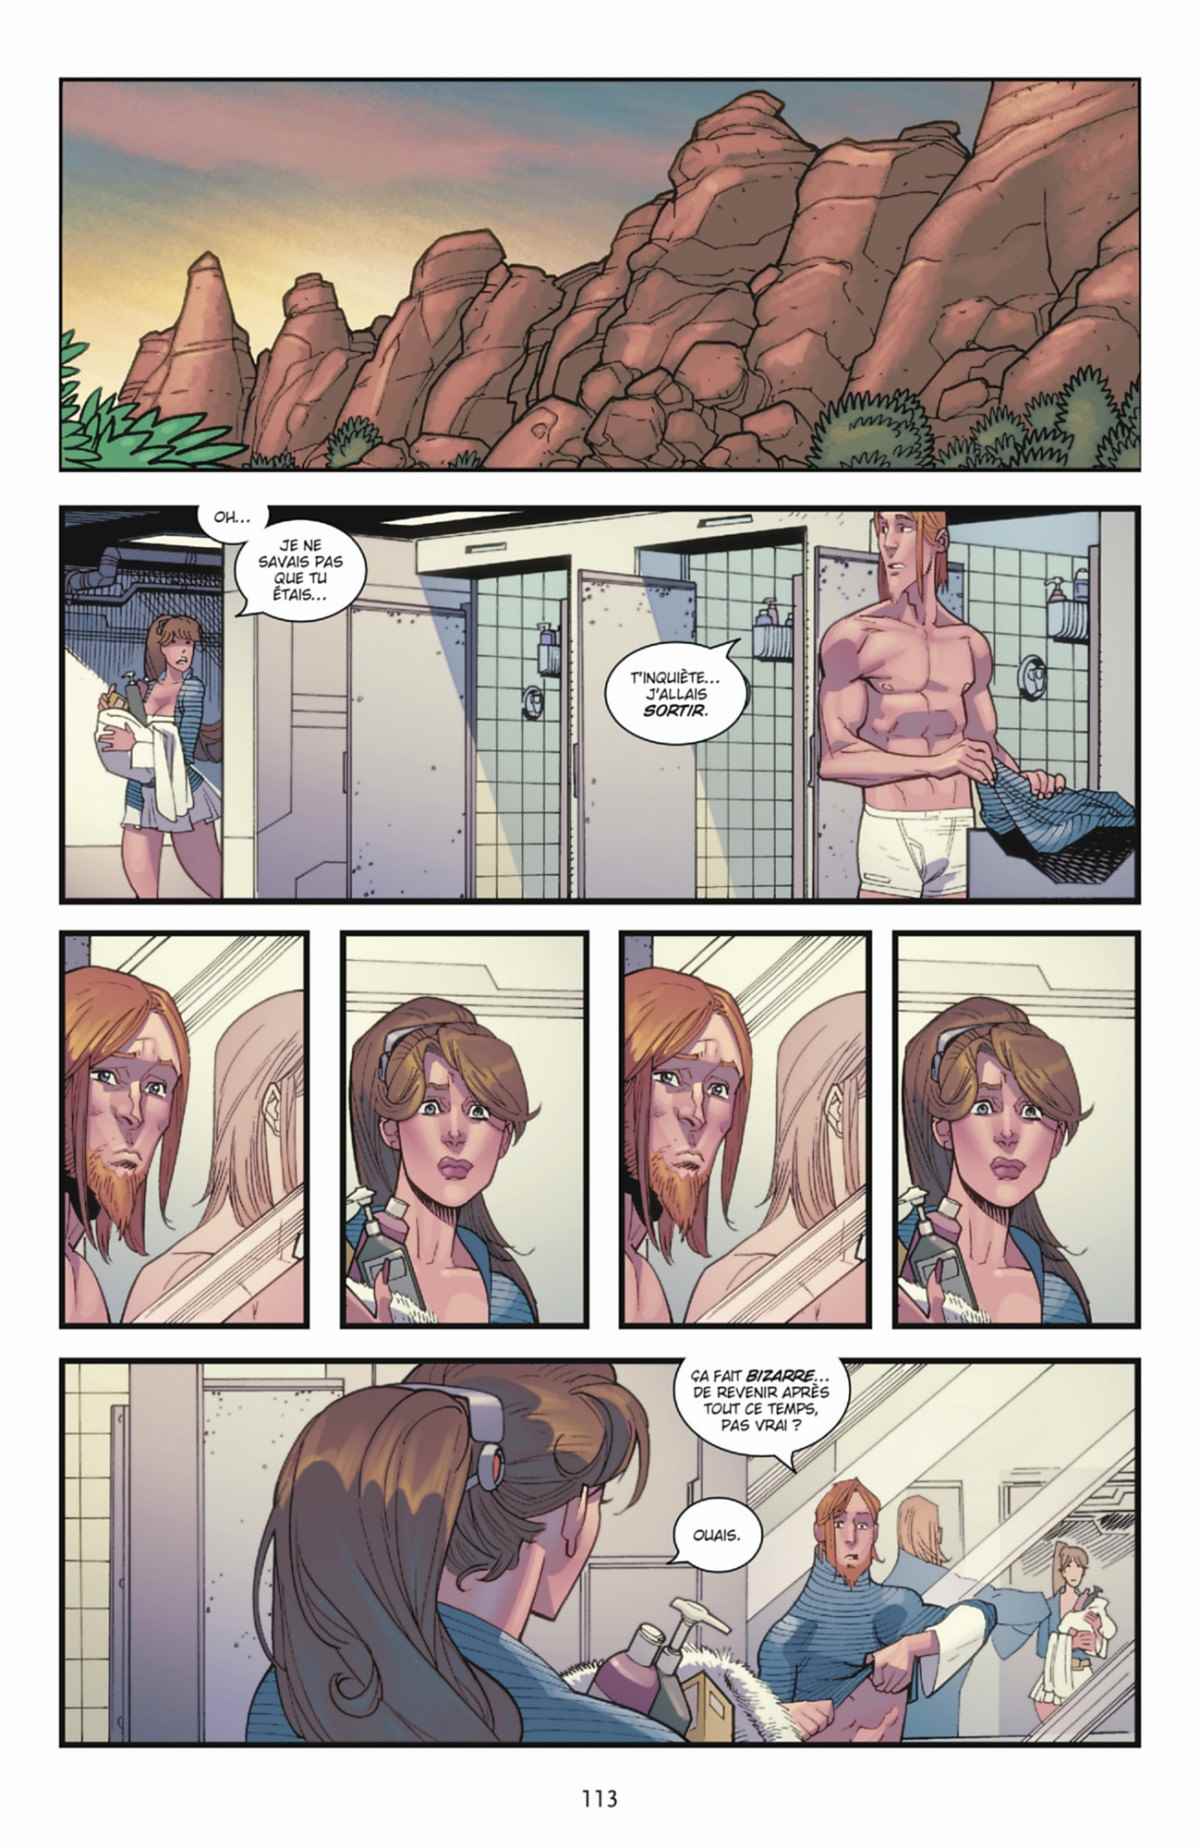 OH...
JE NE
SAVAIS PAS
QUE TU
ÉTAIS...
T'INQUIÈTE...
J'ALLAIS
SORTIR.
ÇA FAIT BIZARRE...
DE REVENIR APRÈS
TOUT CE TEMPS,
PAS VRAI ?
OUAIS.
113